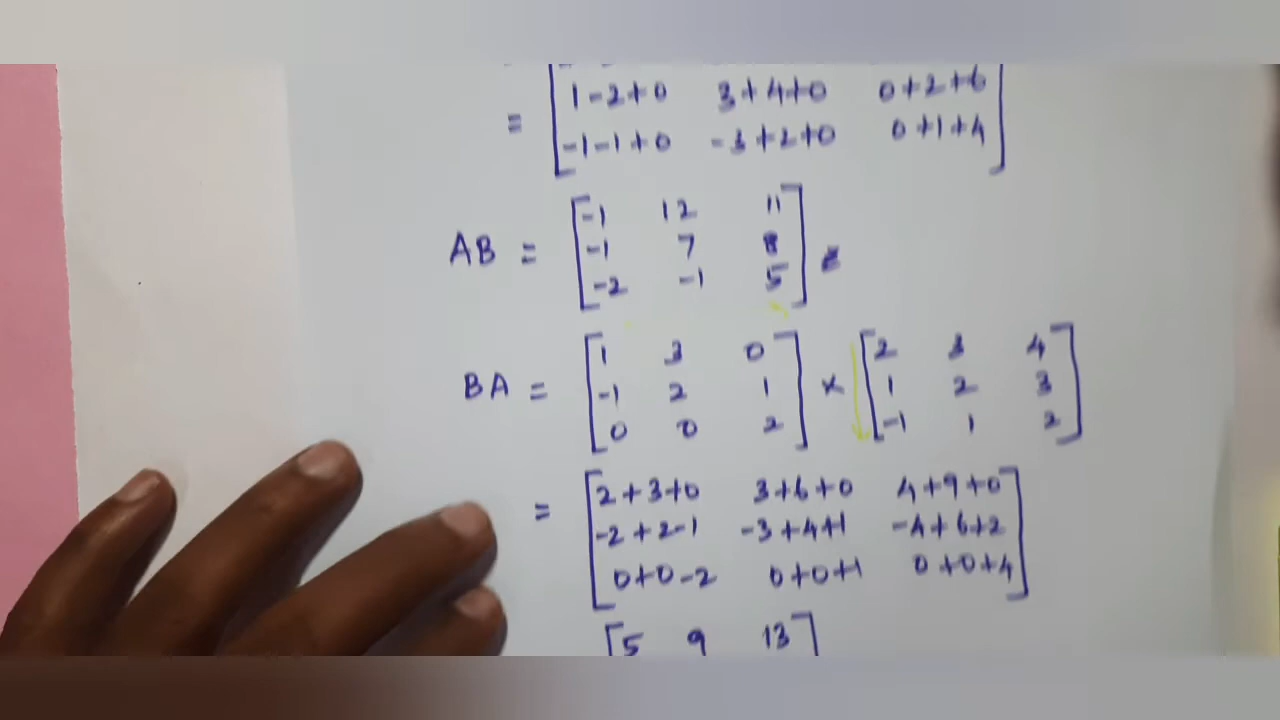 1-2+0 3+4+0 0+2+6
=
-1-1+0 -3+2+0 0+1+4
-1 12 11
AB = -1 7 8
-2 -1 5
1 3 0 2 3 4
BA = -1 2 1 × 1 2 3
0 0 2 -1 1 2
2+3+0 3+6+0 4+9+0
= -2+2-1 -3+4+1 -4+6+2
0+0-2 0+0+1 0+0+4
5 9 13